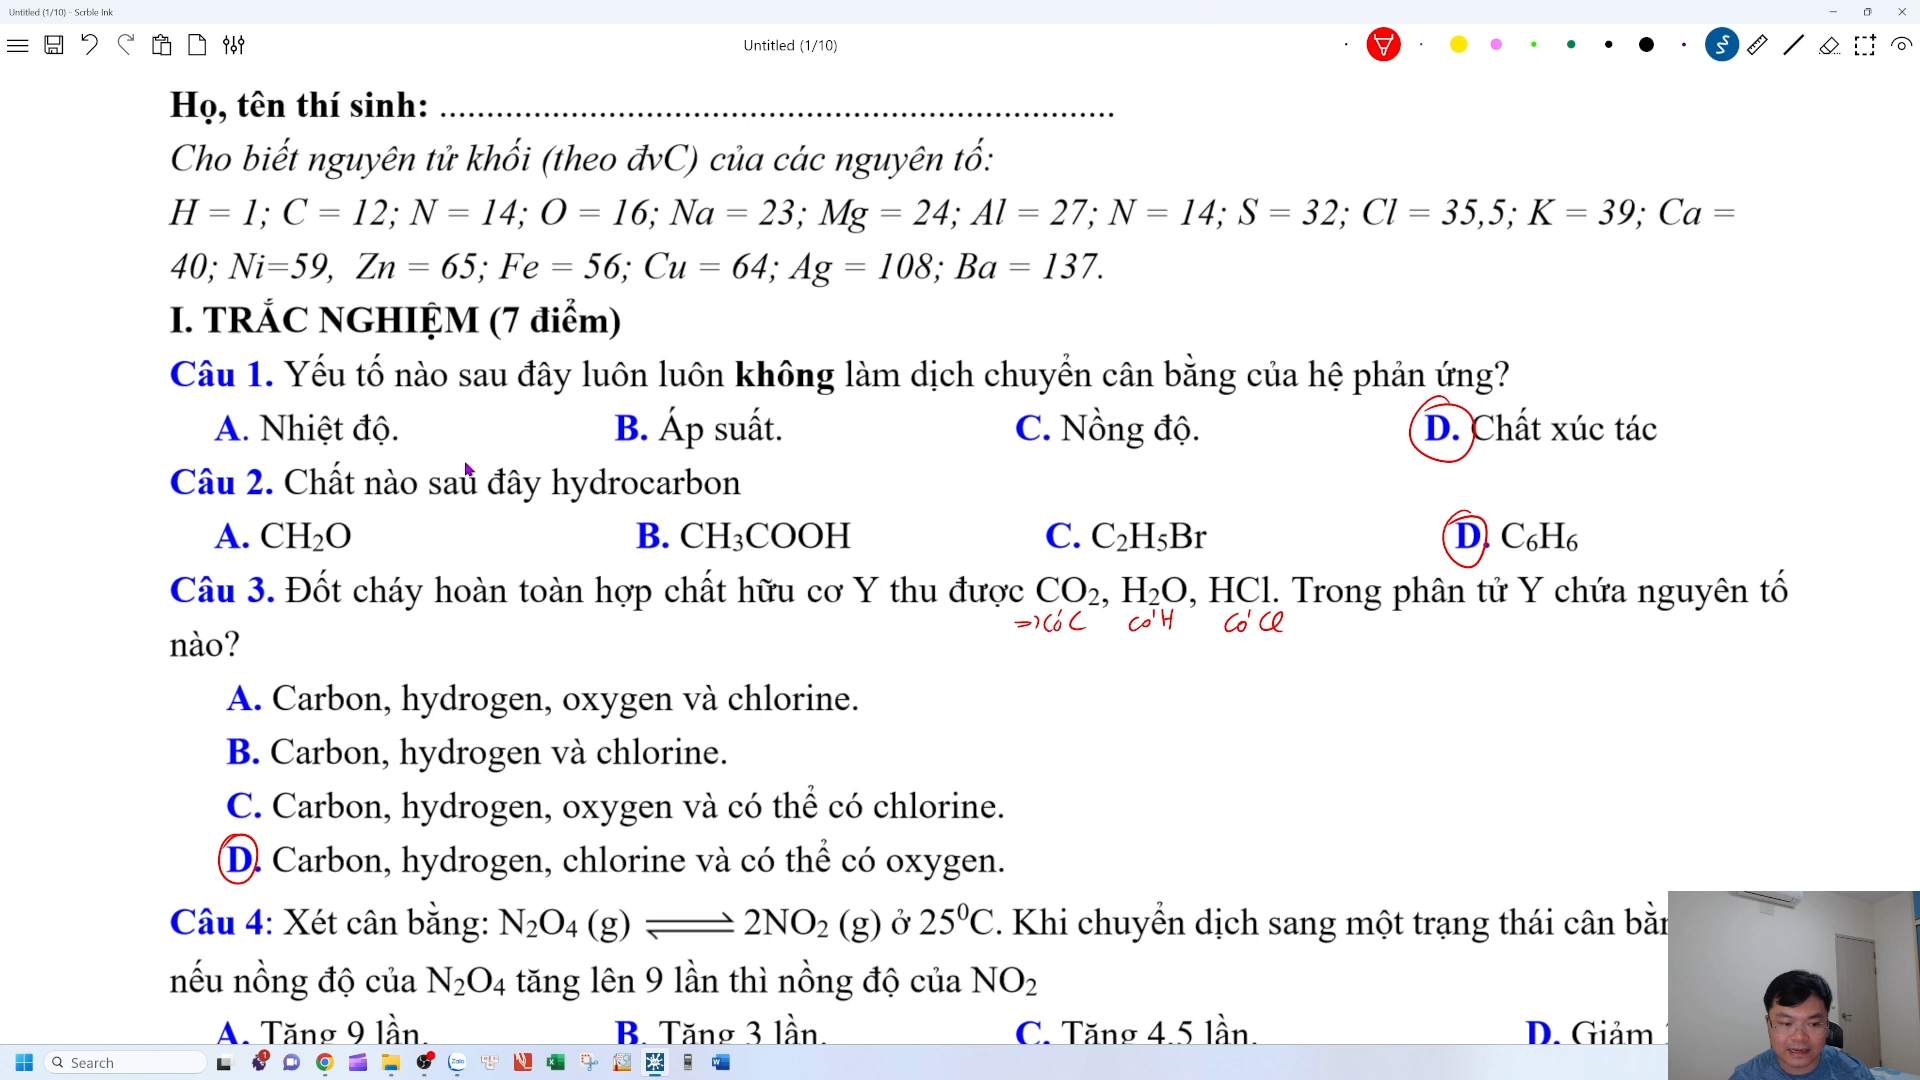 Untitled (1/10) - Scrble Ink
Untitled (1/10)
Họ, tên thí sinh: ........................................................................
Cho biết nguyên tử khối (theo đvC) của các nguyên tố:
H = 1; C = 12; N = 14; O = 16; Na = 23; Mg = 24; Al = 27; N = 14; S = 32; Cl = 35,5; K = 39; Ca =
40; Ni=59, Zn = 65; Fe = 56; Cu = 64; Ag = 108; Ba = 137.
I. TRẮC NGHIỆM (7 điểm)
Câu 1. Yếu tố nào sau đây luôn luôn không làm dịch chuyển cân bằng của hệ phản ứng?
A. Nhiệt độ. B. Áp suất. C. Nồng độ. D. Chất xúc tác
Câu 2. Chất nào sau đây hydrocarbon
A. CH₂O B. CH₃COOH C. C₂H₅Br D. C₆H₆
Câu 3. Đốt cháy hoàn toàn hợp chất hữu cơ Y thu được CO₂, H₂O, HCl. Trong phân tử Y chứa nguyên tố
=> có C có H có Cl
nào?
A. Carbon, hydrogen, oxygen và chlorine.
B. Carbon, hydrogen và chlorine.
C. Carbon, hydrogen, oxygen và có thể có chlorine.
D. Carbon, hydrogen, chlorine và có thể có oxygen.
Câu 4: Xét cân bằng: N₂O₄ (g) ⇌ 2NO₂ (g) ở 25⁰C. Khi chuyển dịch sang một trạng thái cân bằn
nếu nồng độ của N₂O₄ tăng lên 9 lần thì nồng độ của NO₂
A. Tăng 9 lần. B. Tăng 3 lần. C. Tăng 4,5 lần. D. Giảm
Search